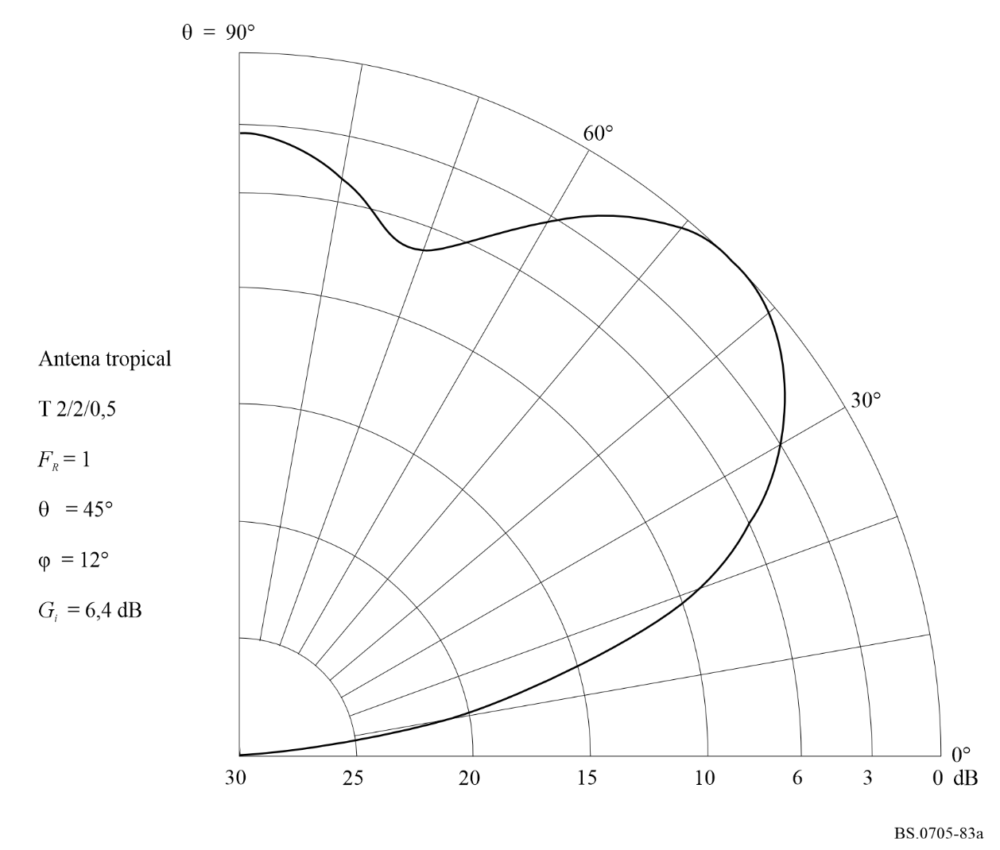 θ = 90°
60°
30°
Antena tropical
T 2/2/0,5
F_R = 1
θ = 45°
φ = 12°
G_i = 6,4 dB
0°
30 25 20 15 10 6 3 0 dB
BS.0705-83a